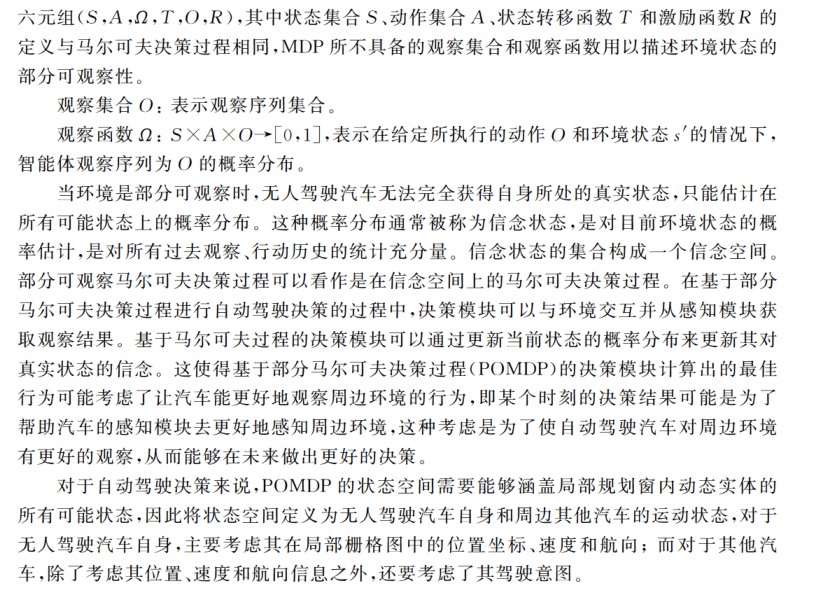 六元组(S,A,Ω,T,O,R),其中状态集合 S、动作集合 A、状态转移函数 T 和激励函数R 的
定义与马尔可夫决策过程相同,MDP 所不具备的观察集合和观察函数用以描述环境状态的
部分可观察性。
观察集合 O: 表示观察序列集合。
观察函数 Ω: S×A×O→[0,1],表示在给定所执行的动作 O 和环境状态 s′的情况下,
智能体观察序列为 O 的概率分布。
当环境是部分可观察时,无人驾驶汽车无法完全获得自身所处的真实状态,只能估计在
所有可能状态上的概率分布。这种概率分布通常被称为信念状态,是对目前环境状态的概
率估计,是对所有过去观察、行动历史的统计充分量。信念状态的集合构成一个信念空间。
部分可观察马尔可夫决策过程可以看作是在信念空间上的马尔可夫决策过程。在基于部分
马尔可夫决策过程进行自动驾驶决策的过程中,决策模块可以与环境交互并从感知模块获
取观察结果。基于马尔可夫过程的决策模块可以通过更新当前状态的概率分布来更新其对
真实状态的信念。这使得基于部分马尔可夫决策过程(POMDP)的决策模块计算出的最佳
行为可能考虑了让汽车能更好地观察周边环境的行为,即某个时刻的决策结果可能是为了
帮助汽车的感知模块去更好地感知周边环境,这种考虑是为了使自动驾驶汽车对周边环境
有更好的观察,从而能够在未来做出更好的决策。
对于自动驾驶决策来说,POMDP 的状态空间需要能够涵盖局部规划窗内动态实体的
所有可能状态,因此将状态空间定义为无人驾驶汽车自身和周边其他汽车的运动状态,对于
无人驾驶汽车自身,主要考虑其在局部栅格图中的位置坐标、速度和航向; 而对于其他汽
车,除了考虑其位置、速度和航向信息之外,还要考虑了其驾驶意图。